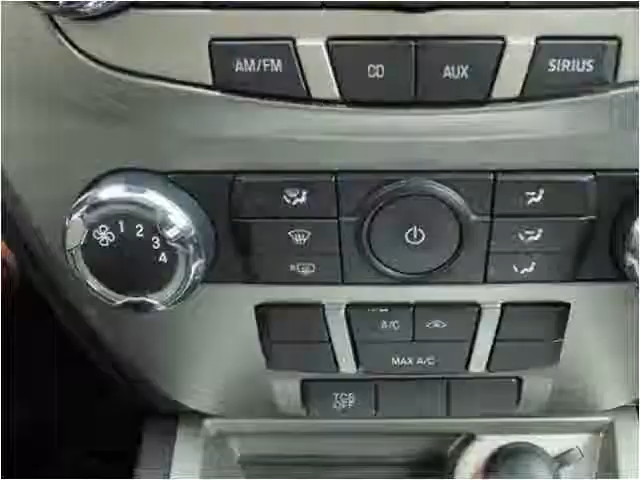 AM/FM CD AUX SIRIUS
1 2 3 4
A/C
MAX A/C
TCS
OFF